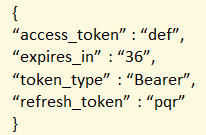 {
“access_token” : “def”,
“expires_in” : “36”,
“token_type” : “Bearer”,
“refresh_token” : “pqr”
}